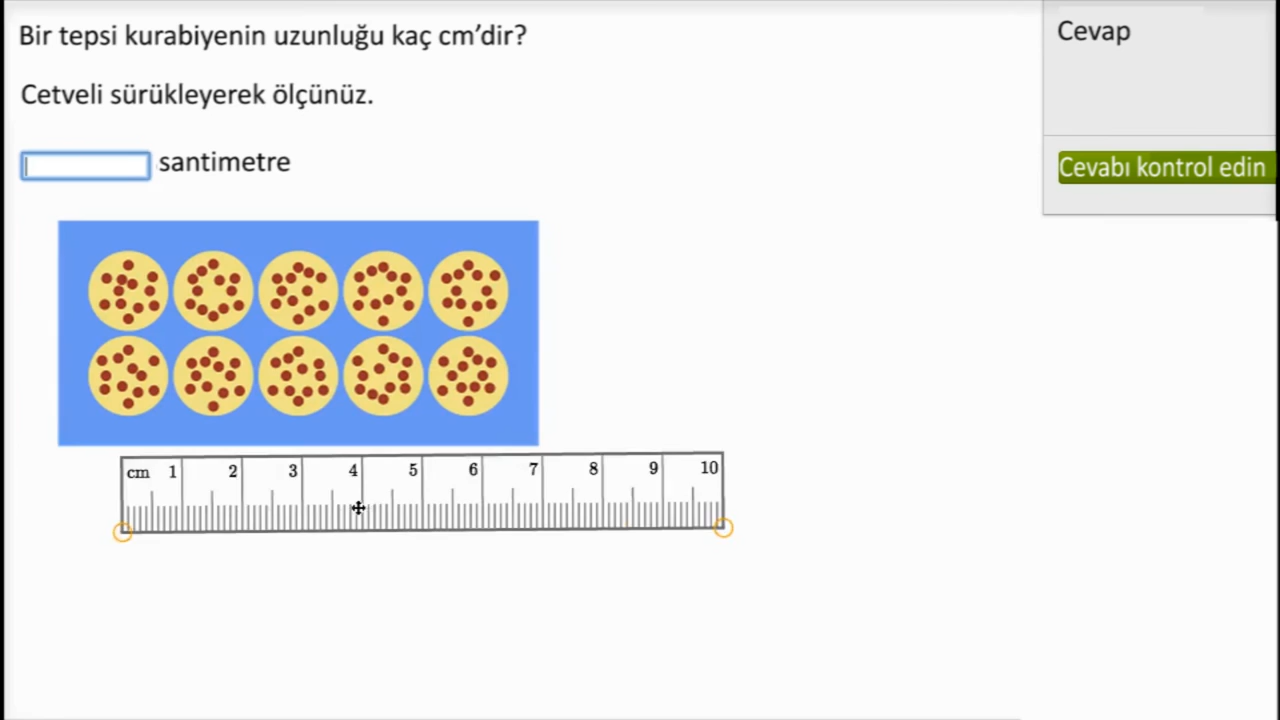 Bir tepsi kurabiyenin uzunluğu kaç cm’dir?
Cevap
Cetveli sürükleyerek ölçünüz.
santimetre
Cevabı kontrol edin
cm 1 2 3 4 5 6 7 8 9 10